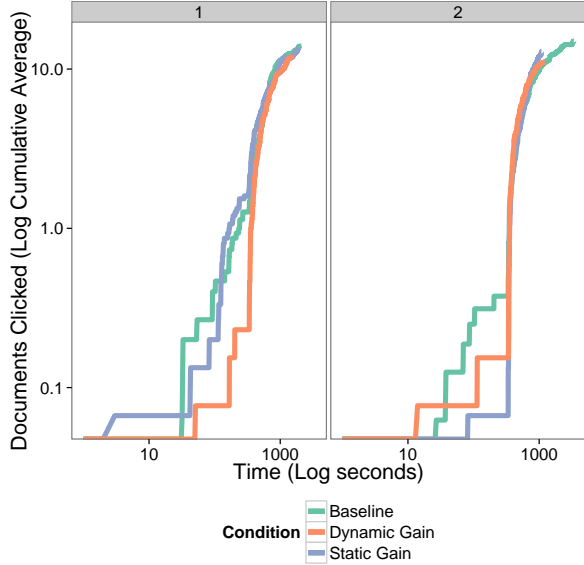 1
2
Documents Clicked (Log Cumulative Average)
10.0
1.0
0.1
10
1000
10
1000
Time (Log seconds)
Condition
Baseline
Dynamic Gain
Static Gain